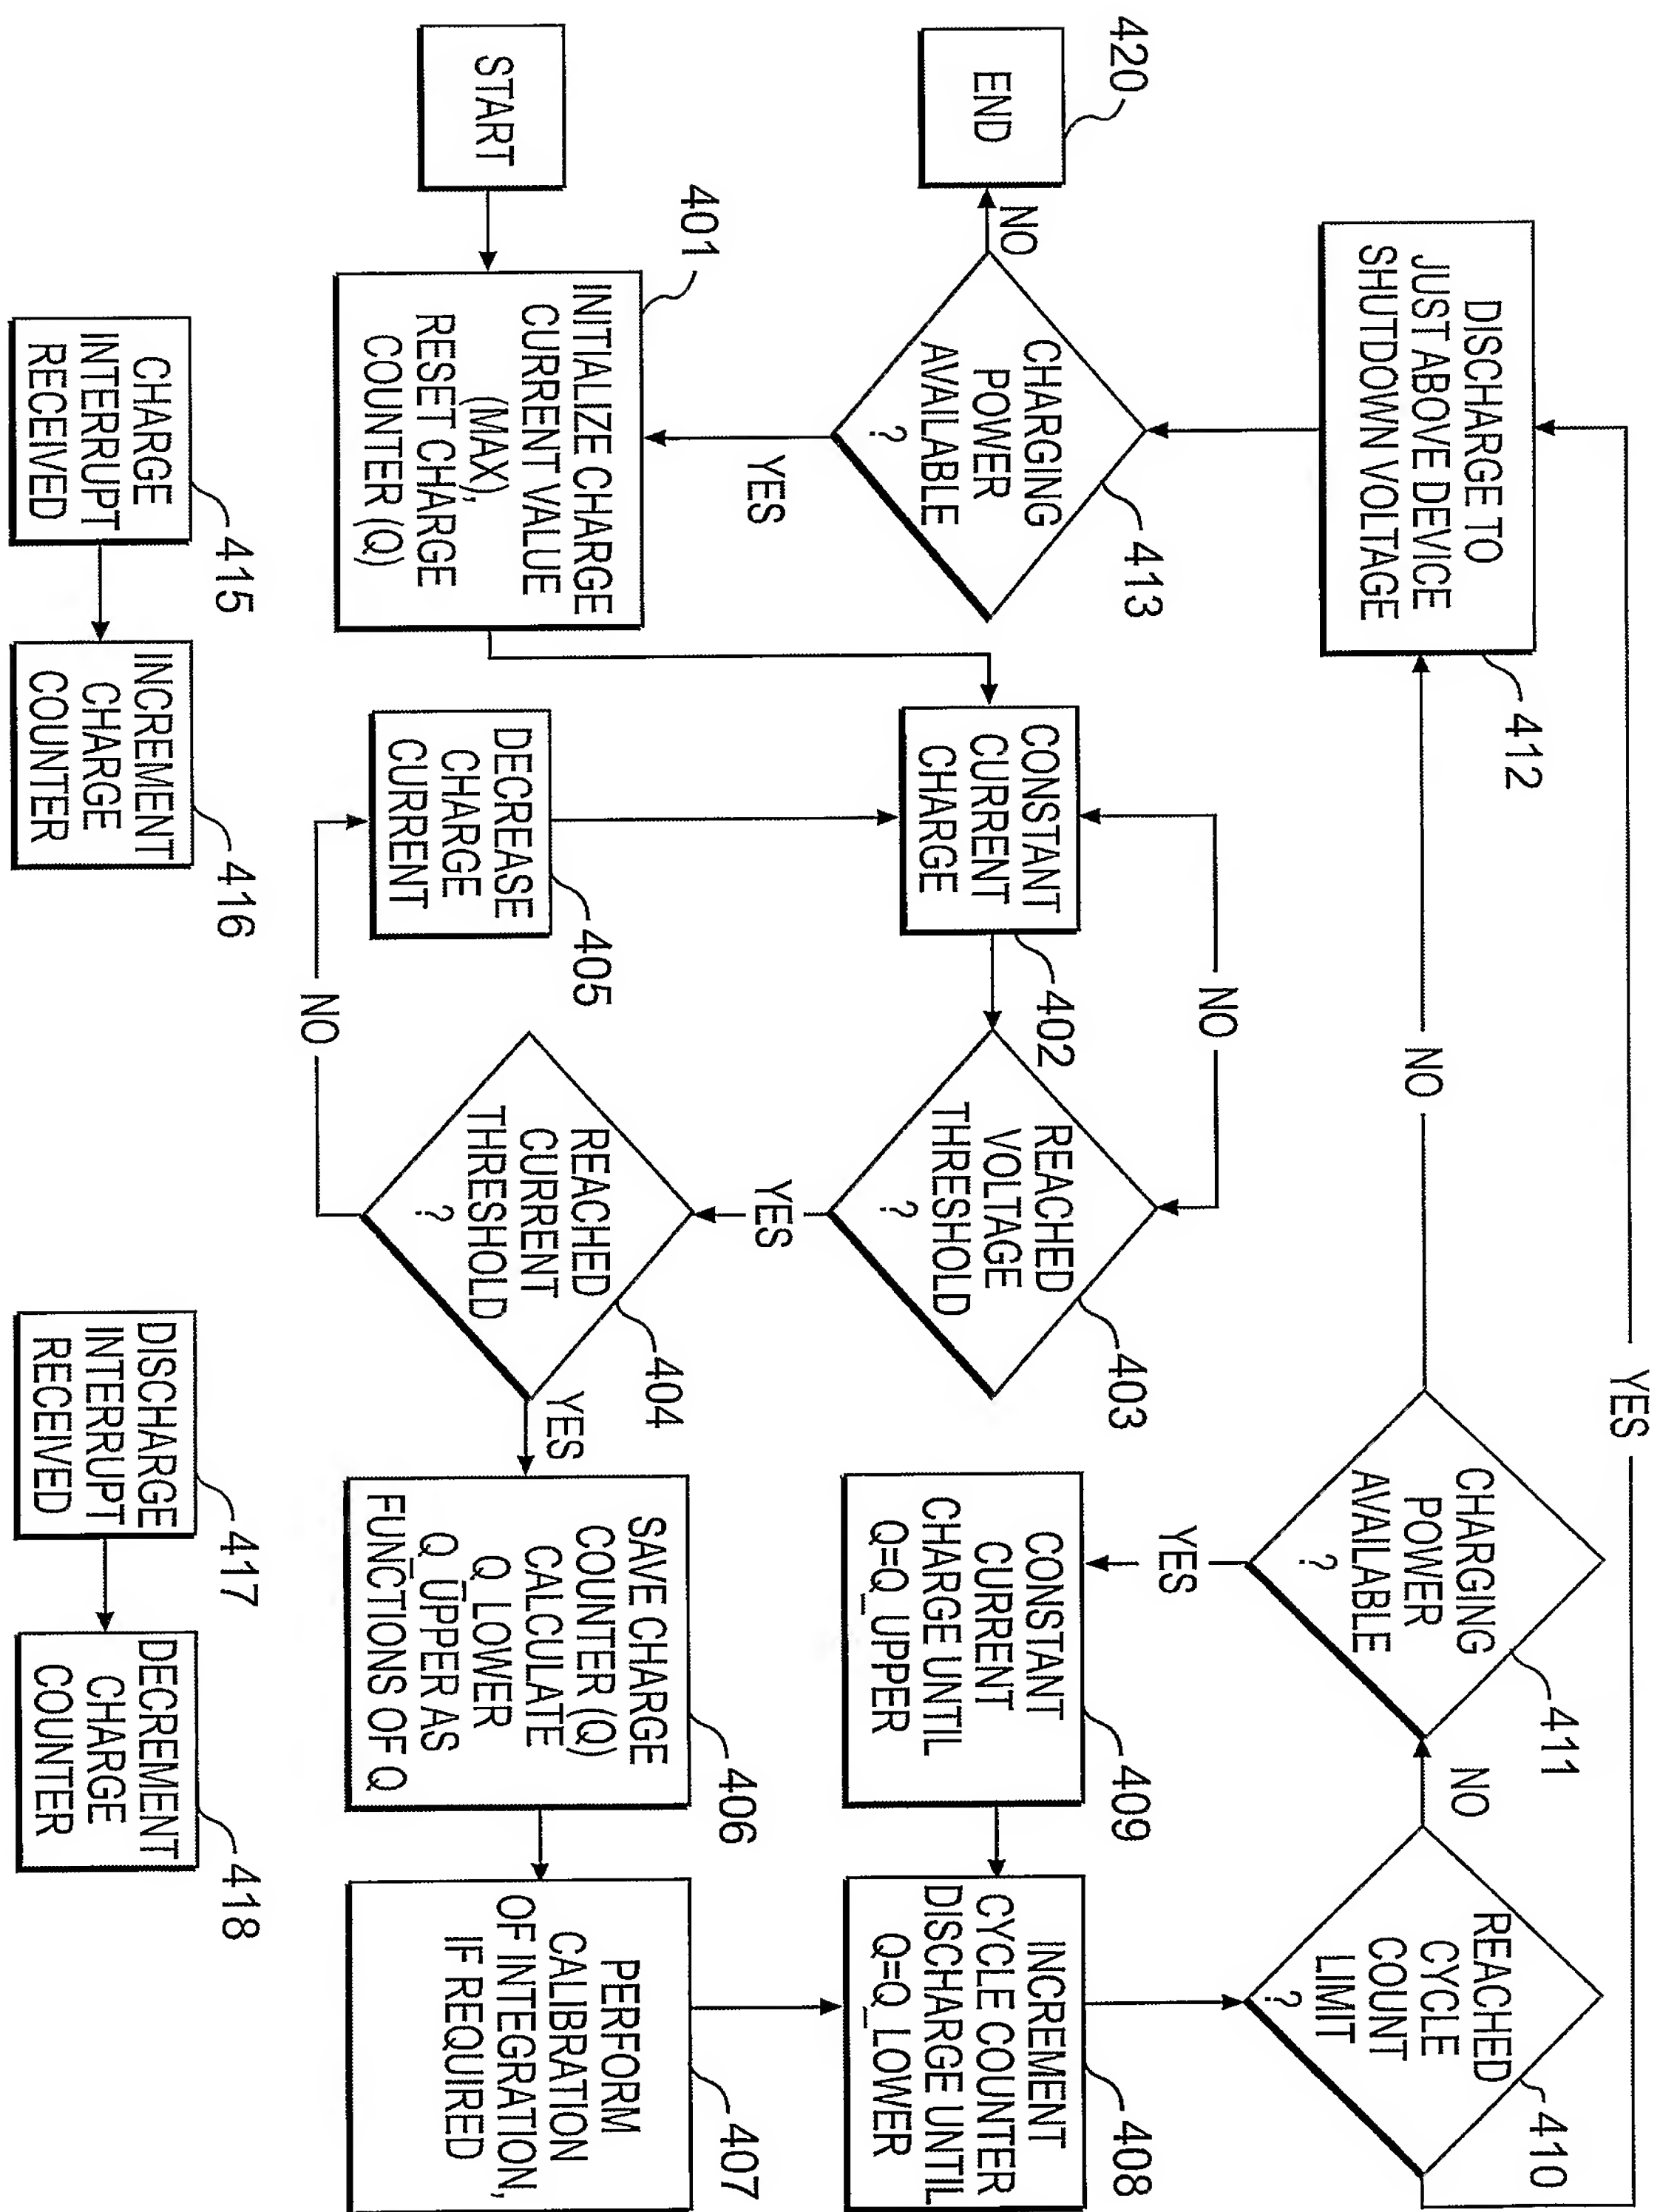 YES
DISCHARGE TO
JUST ABOVE DEVICE
SHUTDOWN VOLTAGE
412
NO
CHARGING
POWER
AVAILABLE
?
411
NO
REACHED
CYCLE
COUNT
LIMIT
?
410
420
END
NO
CHARGING
POWER
AVAILABLE
?
413
YES
NO
CONSTANT
CURRENT
CHARGE
402
REACHED
VOLTAGE
THRESHOLD
?
403
YES
YES
CONSTANT
CURRENT
CHARGE UNTIL
Q=Q_UPPER
409
INCREMENT
CYCLE COUNTER
DISCHARGE UNTIL
Q=Q_LOWER
408
START
401
INITIALIZE CHARGE
CURRENT VALUE
(MAX),
RESET CHARGE
COUNTER (Q)
DECREASE
CHARGE
CURRENT
405
NO
REACHED
CURRENT
THRESHOLD
?
404
YES
SAVE CHARGE
COUNTER (Q)
CALCULATE
Q_LOWER
Q_UPPER AS
FUNCTIONS OF Q
406
PERFORM
CALIBRATION
OF INTEGRATION,
IF REQUIRED
407
CHARGE
INTERRUPT
RECEIVED
415
INCREMENT
CHARGE
COUNTER
416
DISCHARGE
INTERRUPT
RECEIVED
417
DECREMENT
CHARGE
COUNTER
418